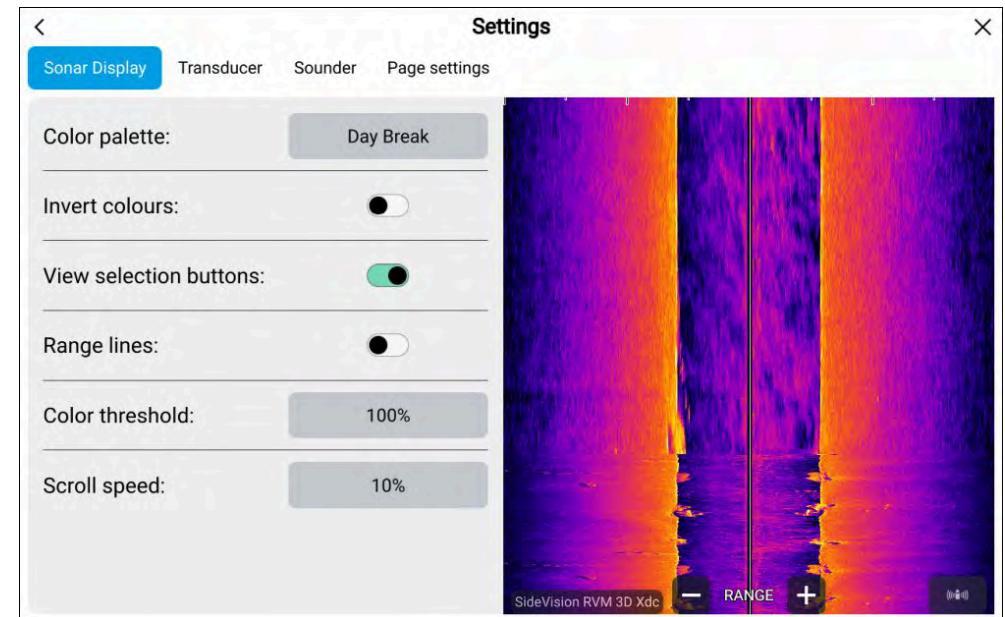 Settings
Sonar Display Transducer Sounder Page settings
Color palette: Day Break
Invert colours:
View selection buttons:
Range lines:
Color threshold: 100%
Scroll speed: 10%
SideVision RVM 3D Xdc − RANGE +